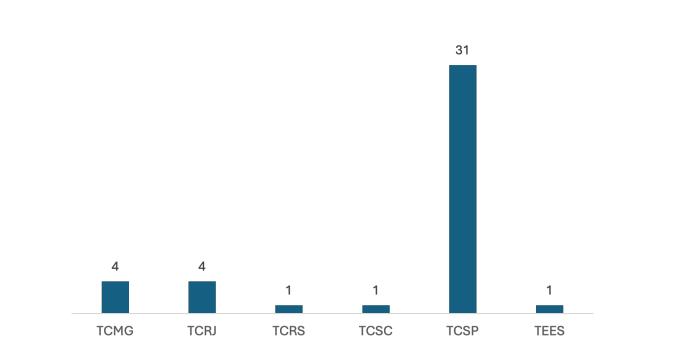 31
4 4
1 1 1
TCMG TCRJ TCRS TCSC TCSP TEES